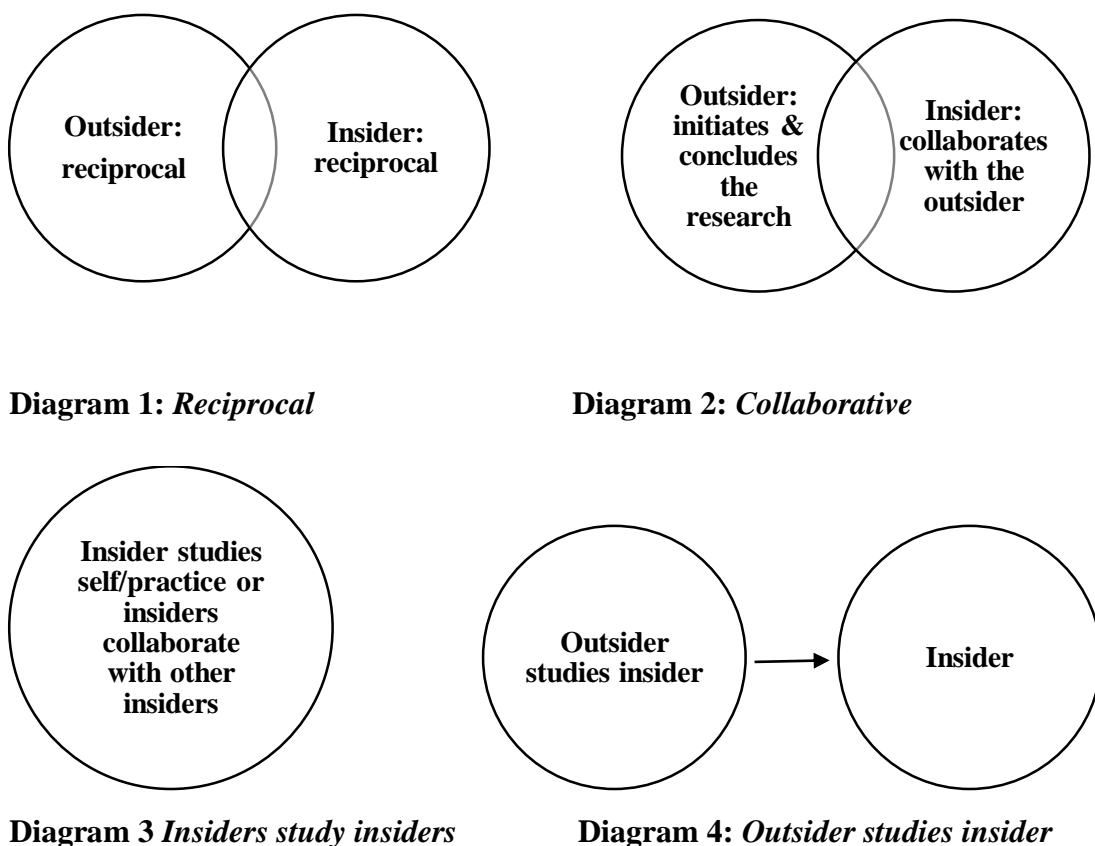 Outsider:
reciprocal
Insider:
reciprocal
Outsider:
initiates &
concludes
the
research
Insider:
collaborates
with the
outsider
Diagram 1: Reciprocal
Diagram 2: Collaborative
Insider studies
self/practice or
insiders
collaborate
with other
insiders
Outsider
studies insider
Insider
Diagram 3 Insiders study insiders
Diagram 4: Outsider studies insider